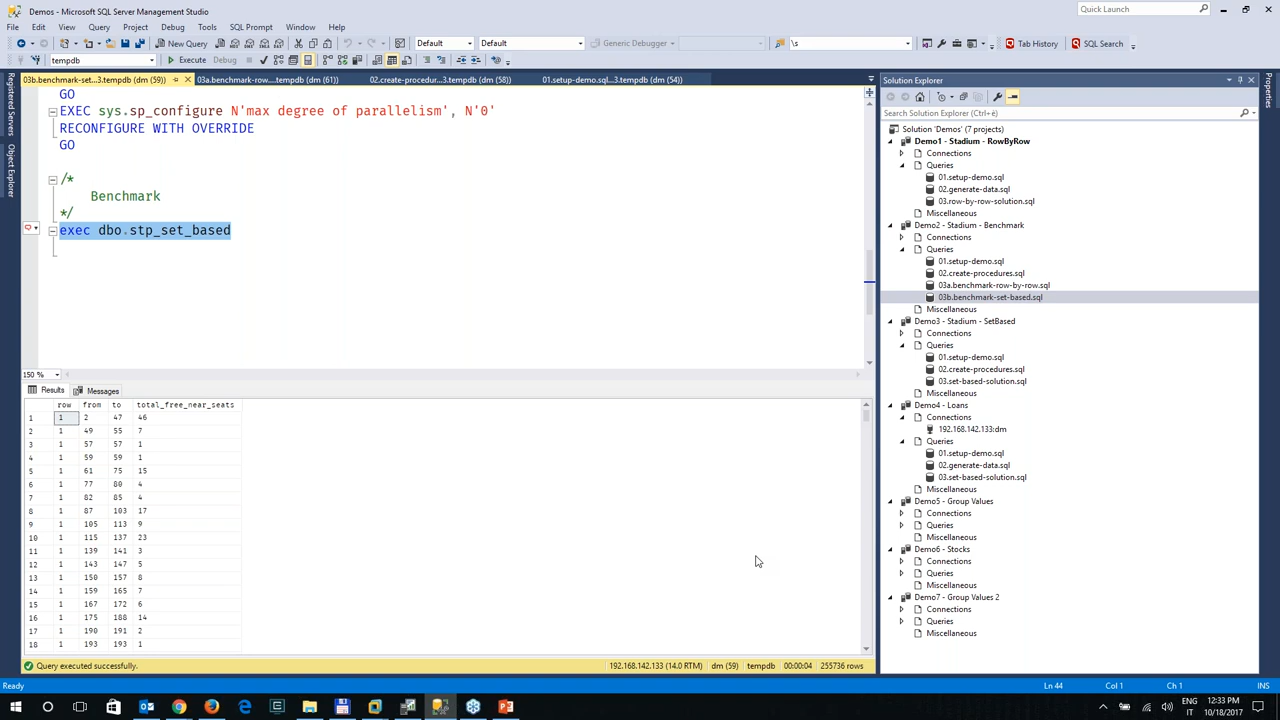 Demos - Microsoft SQL Server Management Studio
Quick Launch
File Edit View Query Project Debug Tools SQL Prompt Window Help
New Query Default Default Generic Debugger \s Tab History SQL Search
tempdb Execute Debug
03b.benchmark-set...3.tempdb (dm (59)) 03a.benchmark-row....tempdb (dm (61)) 02.create-procedur...3.tempdb (dm (58)) 01.setup-demo.sql...3.tempdb (dm (54))
Registered Servers
Object Explorer
GO
EXEC sys.sp_configure N'max degree of parallelism', N'0'
RECONFIGURE WITH OVERRIDE
GO
/*
Benchmark
*/
exec dbo.stp_set_based
150 %
Results Messages
row from to total_free_near_seats
1 1 2 47 46
2 1 49 55 7
3 1 57 57 1
4 1 59 59 1
5 1 61 75 15
6 1 77 80 4
7 1 82 85 4
8 1 87 103 17
9 1 105 113 9
10 1 115 137 23
11 1 139 141 3
12 1 143 147 5
13 1 150 157 8
14 1 159 165 7
15 1 167 172 6
16 1 175 188 14
17 1 190 191 2
18 1 193 193 1
Query executed successfully. 192.168.142.133 (14.0 RTM) dm (59) tempdb 00:00:04 255736 rows
Solution Explorer
Search Solution Explorer (Ctrl+è)
Solution 'Demos' (7 projects)
Demo1 - Stadium - RowByRow
Connections
Queries
01.setup-demo.sql
02.generate-data.sql
03.row-by-row-solution.sql
Miscellaneous
Demo2 - Stadium - Benchmark
Connections
Queries
01.setup-demo.sql
02.create-procedures.sql
03a.benchmark-row-by-row.sql
03b.benchmark-set-based.sql
Miscellaneous
Demo3 - Stadium - SetBased
Connections
Queries
01.setup-demo.sql
02.create-procedures.sql
03.set-based-solution.sql
Miscellaneous
Demo4 - Loans
Connections
192.168.142.133:dm
Queries
01.setup-demo.sql
02.generate-data.sql
03.set-based-solution.sql
Miscellaneous
Demo5 - Group Values
Connections
Queries
Miscellaneous
Demo6 - Stocks
Connections
Queries
Miscellaneous
Demo7 - Group Values 2
Connections
Queries
Miscellaneous
Properties
Ready Ln 44 Col 1 Ch 1 INS
ENG
IT
12:33 PM
10/18/2017